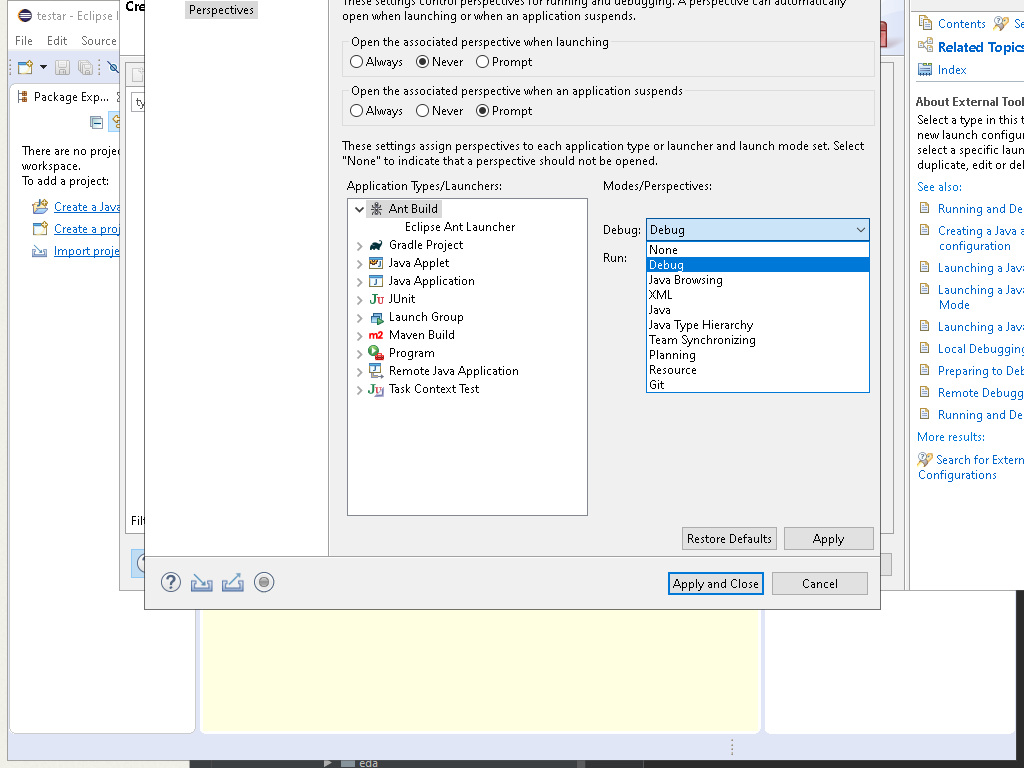 testar - Eclipse I
File Edit Source
Package Exp...
There are no proje
workspace.
To add a project:
Create a Java
Create a proj
Import proje
Cre
ty
Filt
Perspectives
These settings control perspectives for running and debugging. A perspective can automatically
open when launching or when an application suspends.
Open the associated perspective when launching
Always Never Prompt
Open the associated perspective when an application suspends
Always Never Prompt
These settings assign perspectives to each application type or launcher and launch mode set. Select
"None" to indicate that a perspective should not be opened.
Application Types/Launchers:
Ant Build
Eclipse Ant Launcher
Gradle Project
Java Applet
Java Application
JUnit
Launch Group
Maven Build
Program
Remote Java Application
Task Context Test
Modes/Perspectives:
Debug: Debug
Run:
None
Debug
Java Browsing
XML
Java
Java Type Hierarchy
Team Synchronizing
Planning
Resource
Git
Restore Defaults Apply
Apply and Close Cancel
Contents Se
Related Topics
Index
About External Tool
Select a type in this t
new launch configur
select a specific laun
duplicate, edit or del
See also:
Running and De
Creating a Java a
configuration
Launching a Java
Launching a Java
Mode
Launching a Java
Local Debugging
Preparing to Deb
Remote Debugg
Running and De
More results:
Search for Extern
Configurations
eda